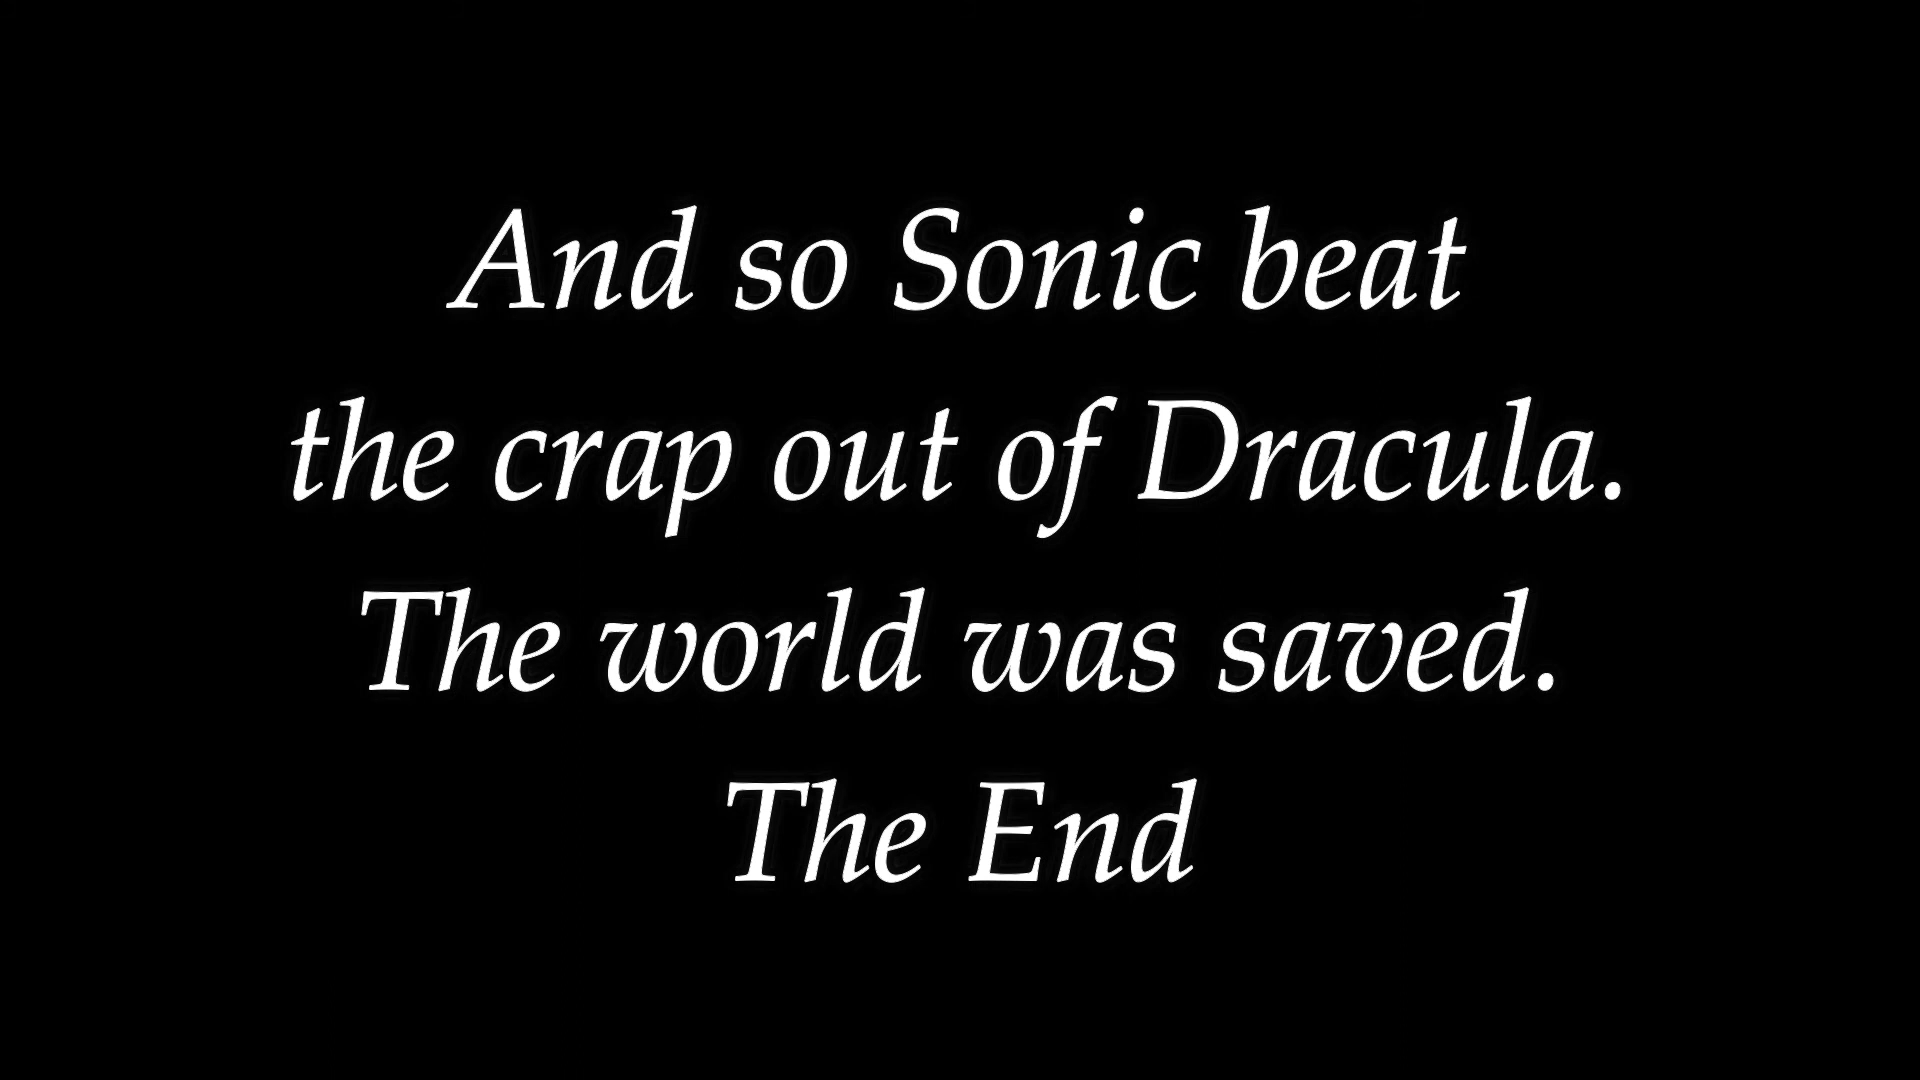 And so Sonic beat
the crap out of Dracula.
The world was saved.
The End